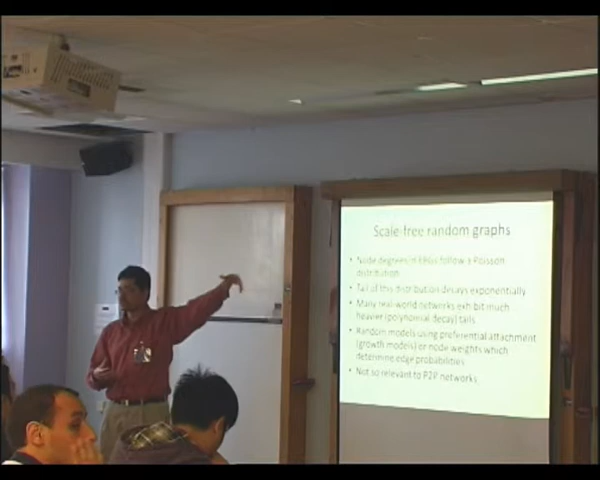 Scale-free random graphs
• Node degrees in ERRG follow a Poisson
distribution
• Tail of this distribution decays exponentially
• Many real-world networks exhibit much
heavier (polynomial decay) tails
• Random models using preferential attachment
(growth models) or node weights which
determine edge probabilities
• Not so relevant to P2P networks